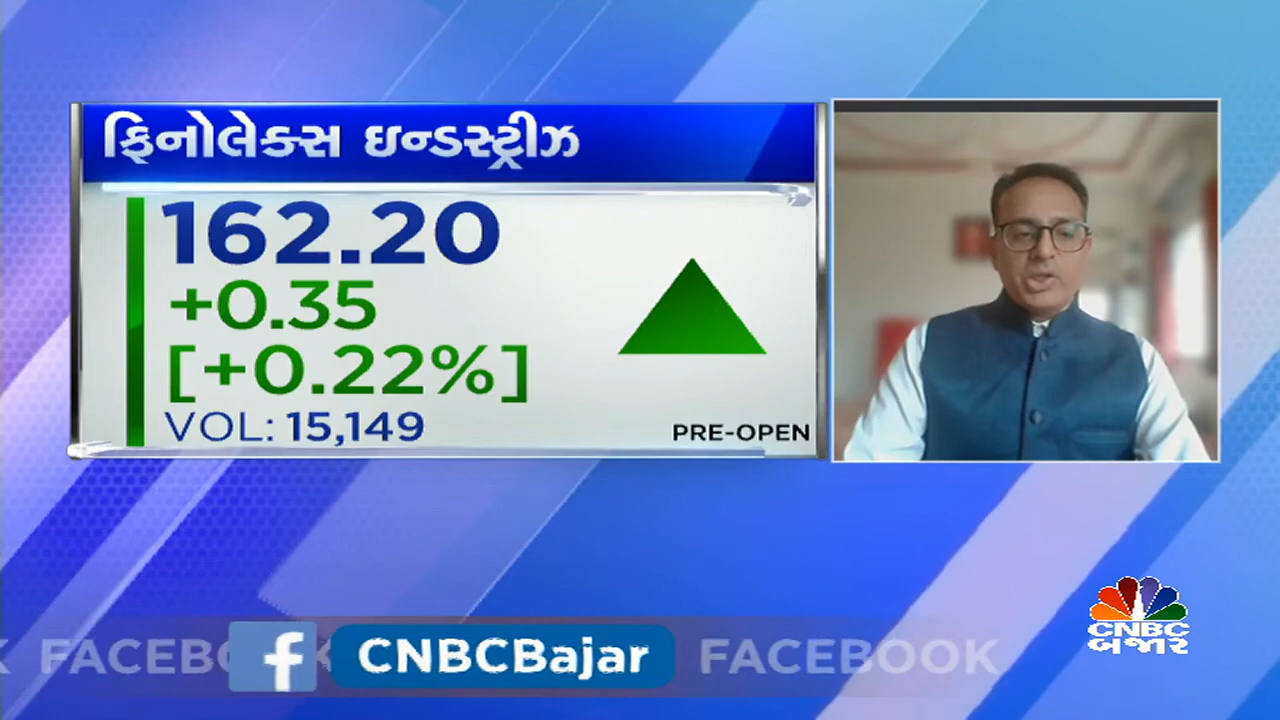 ફિનોલેક્સ ઇન્ડસ્ટ્રીઝ
162.20
+0.35
[+0.22%]
VOL: 15,149
PRE-OPEN
CNBC
બજાર
K FACEBOOK
f CNBCBajar
FACEBOOK